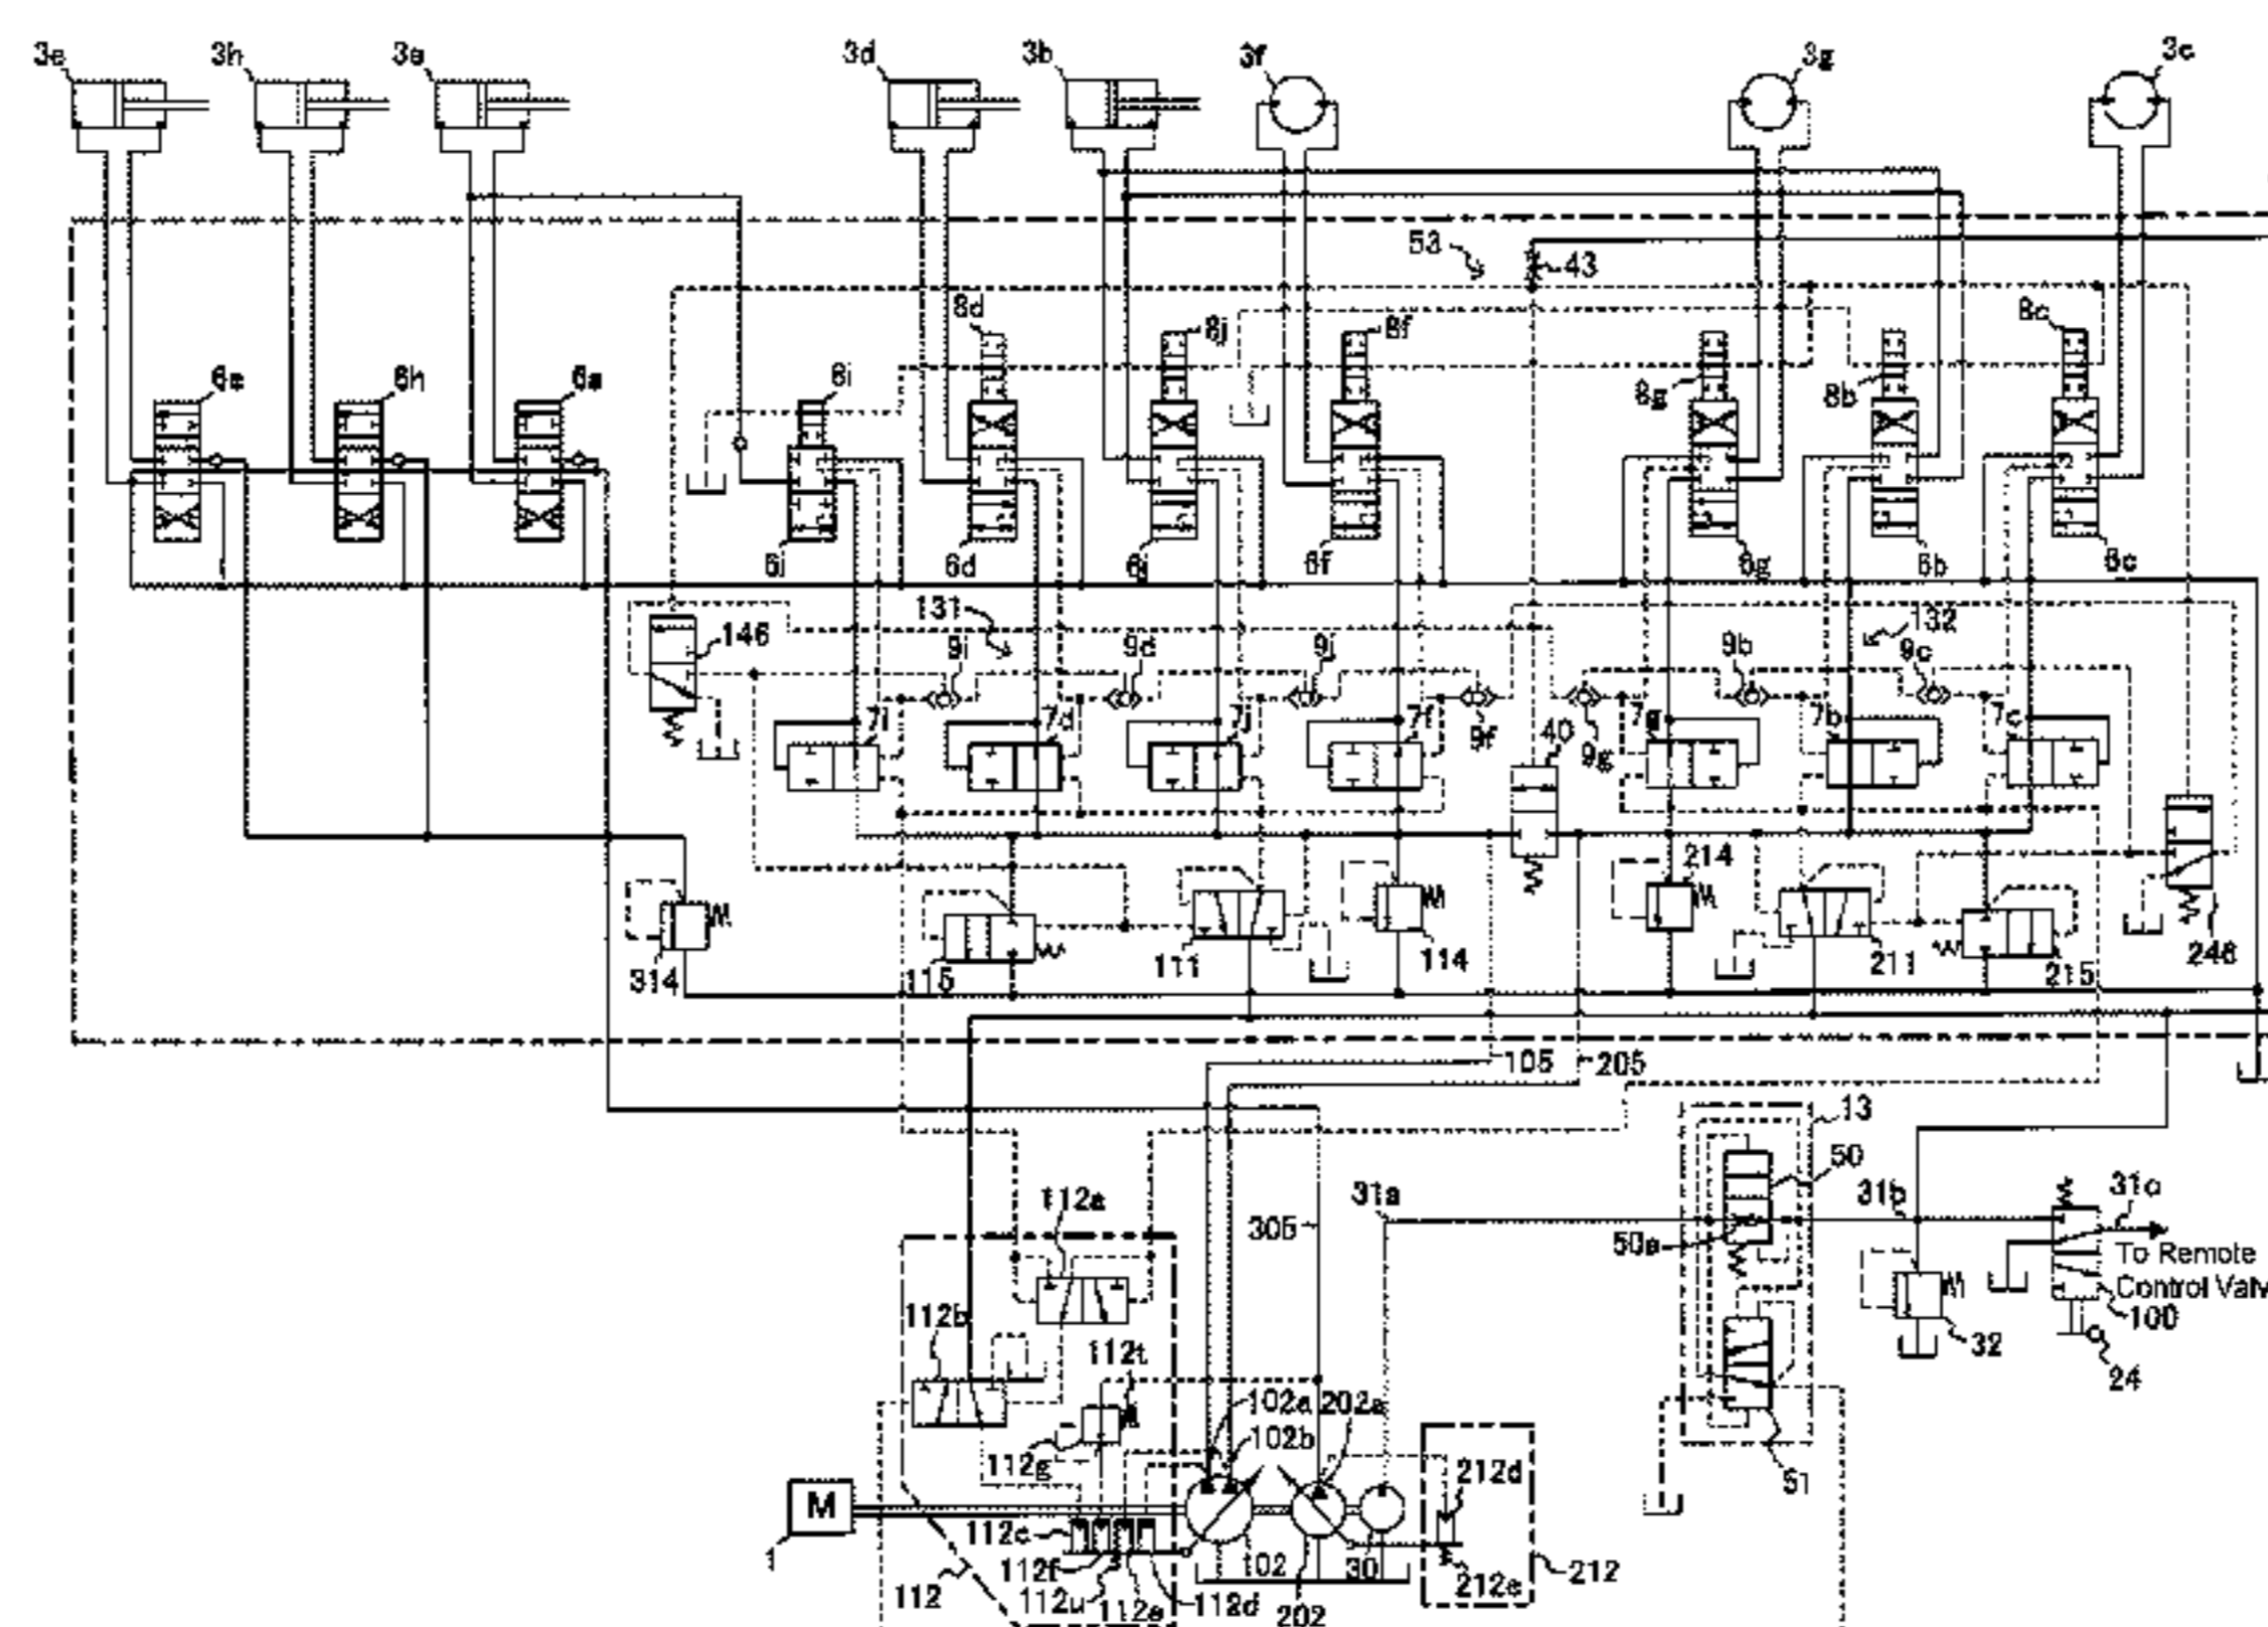 3e 3h 3a 3d 3b 3f 3g 3c
53 43
8d 8j 8f 8c
6e 6h 6a 8i 8g 8b
6i 6d 6j 6f 6g 6b 6c
131 132
146 9i 9d 9j 9b 9c
7i 7d 7j 7f 40 7g 7b 7c
9f 9g
214
314 115 111 114 211 215 246
105 205
13
50
112a 305 31a 31b 31c
50a
To Remote
Control Valv
112b 100
112t 32
24
102a 202a
102b
112g 212d 51
M
112c
1 112f 102 30 212
112 112u 112e 112d 202 212e